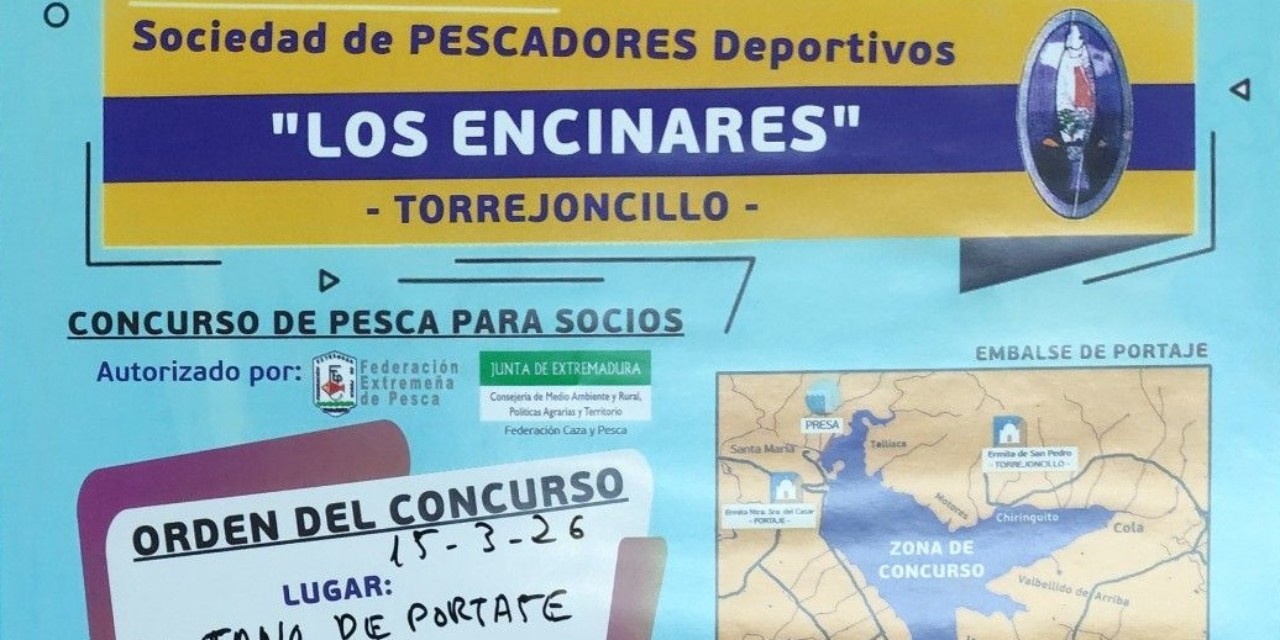 Sociedad de PESCADORES Deportivos
"LOS ENCINARES"
- TORREJONCILLO -
CONCURSO DE PESCA PARA SOCIOS
Autorizado por:
Federación
Extremeña
de Pesca
JUNTA DE EXTREMADURA
Consejería de Medio Ambiente y Rural,
Políticas Agrarias y Territorio
Federación Caza y Pesca
ORDEN DEL CONCURSO
15-3-26
LUGAR:
DE PORTAJE
EMBALSE DE PORTAJE
PRESA
Santa María
Ermita de San Pedro
- TORREJONCILLO -
Ermita Ntra. Sra. del Casar
- PORTAJE -
Motores
Chiringuito
Cola
ZONA DE
CONCURSO
Valbellido de Arriba